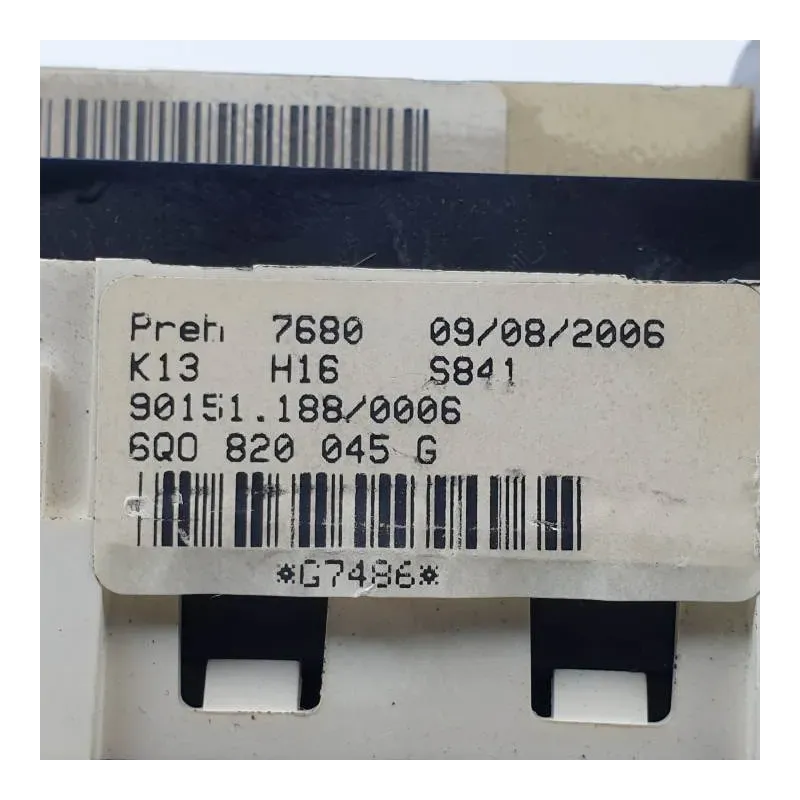 Preh 7680 09/08/2006
K13 H16 S841
90151.188/0006
6Q0 820 045 G
*G7486*